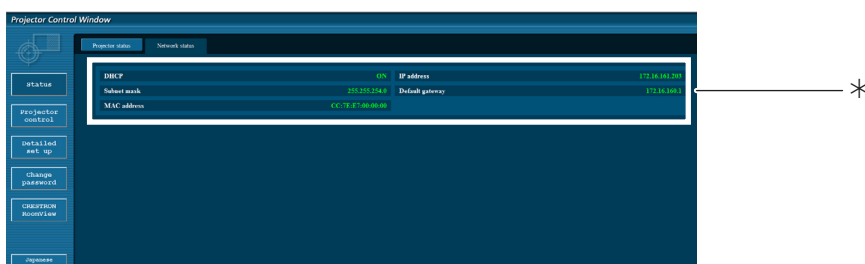 Projector Control Window
Projector status Network status
DHCP ON IP address 172.16.161.203
Subnet mask 255.255.254.0 Default gateway 172.16.160.1
MAC address CC:7E:E7:00:00:00
Status
Projector
control
Detailed
set up
Change
password
CRESTRON
RoomView
Japanese
*